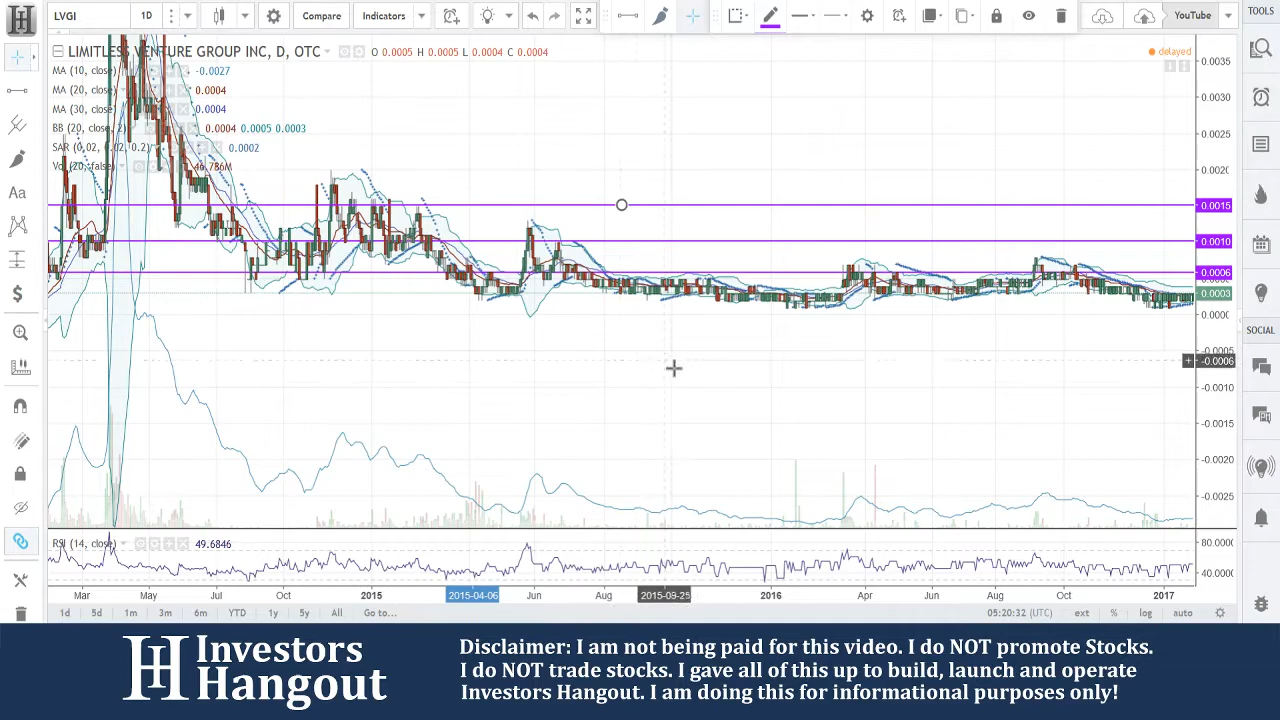 LVGI
1D
Compare
Indicators
YouTube
TOOLS
LIMITLESS VENTURE GROUP INC, D, OTC
O 0.0005 H 0.0005 L 0.0004 C 0.0004
delayed
MA (10, close) -0.0027
MA (20, close) 0.0004
MA (30, close) 0.0004
BB (20, close, 2) 0.0004 0.0005 0.0003
SAR (0.02, 0.02, 0.2) 0.0002
Vol (20, false) 46.786M
0.0035
0.0030
0.0025
0.0020
0.0015
0.0010
0.0006
0.0003
0.0000
-0.0005
-0.0006
-0.0010
-0.0015
-0.0020
-0.0025
Aa
$
SOCIAL
RSI (14, close) 49.6846
80.0000
40.0000
Mar
May
Jul
Oct
2015
2015-04-06
Jun
Aug
2015-09-25
2016
Apr
Jun
Aug
Oct
2017
1d 5d 1m 3m 6m YTD 1y 5y All Go to...
05:20:32 (UTC) ext % log auto
H
Investors
Hangout
Disclaimer: I am not being paid for this video. I do NOT promote Stocks.
I do NOT trade stocks. I gave all of this up to build, launch and operate
Investors Hangout. I am doing this for informational purposes only!